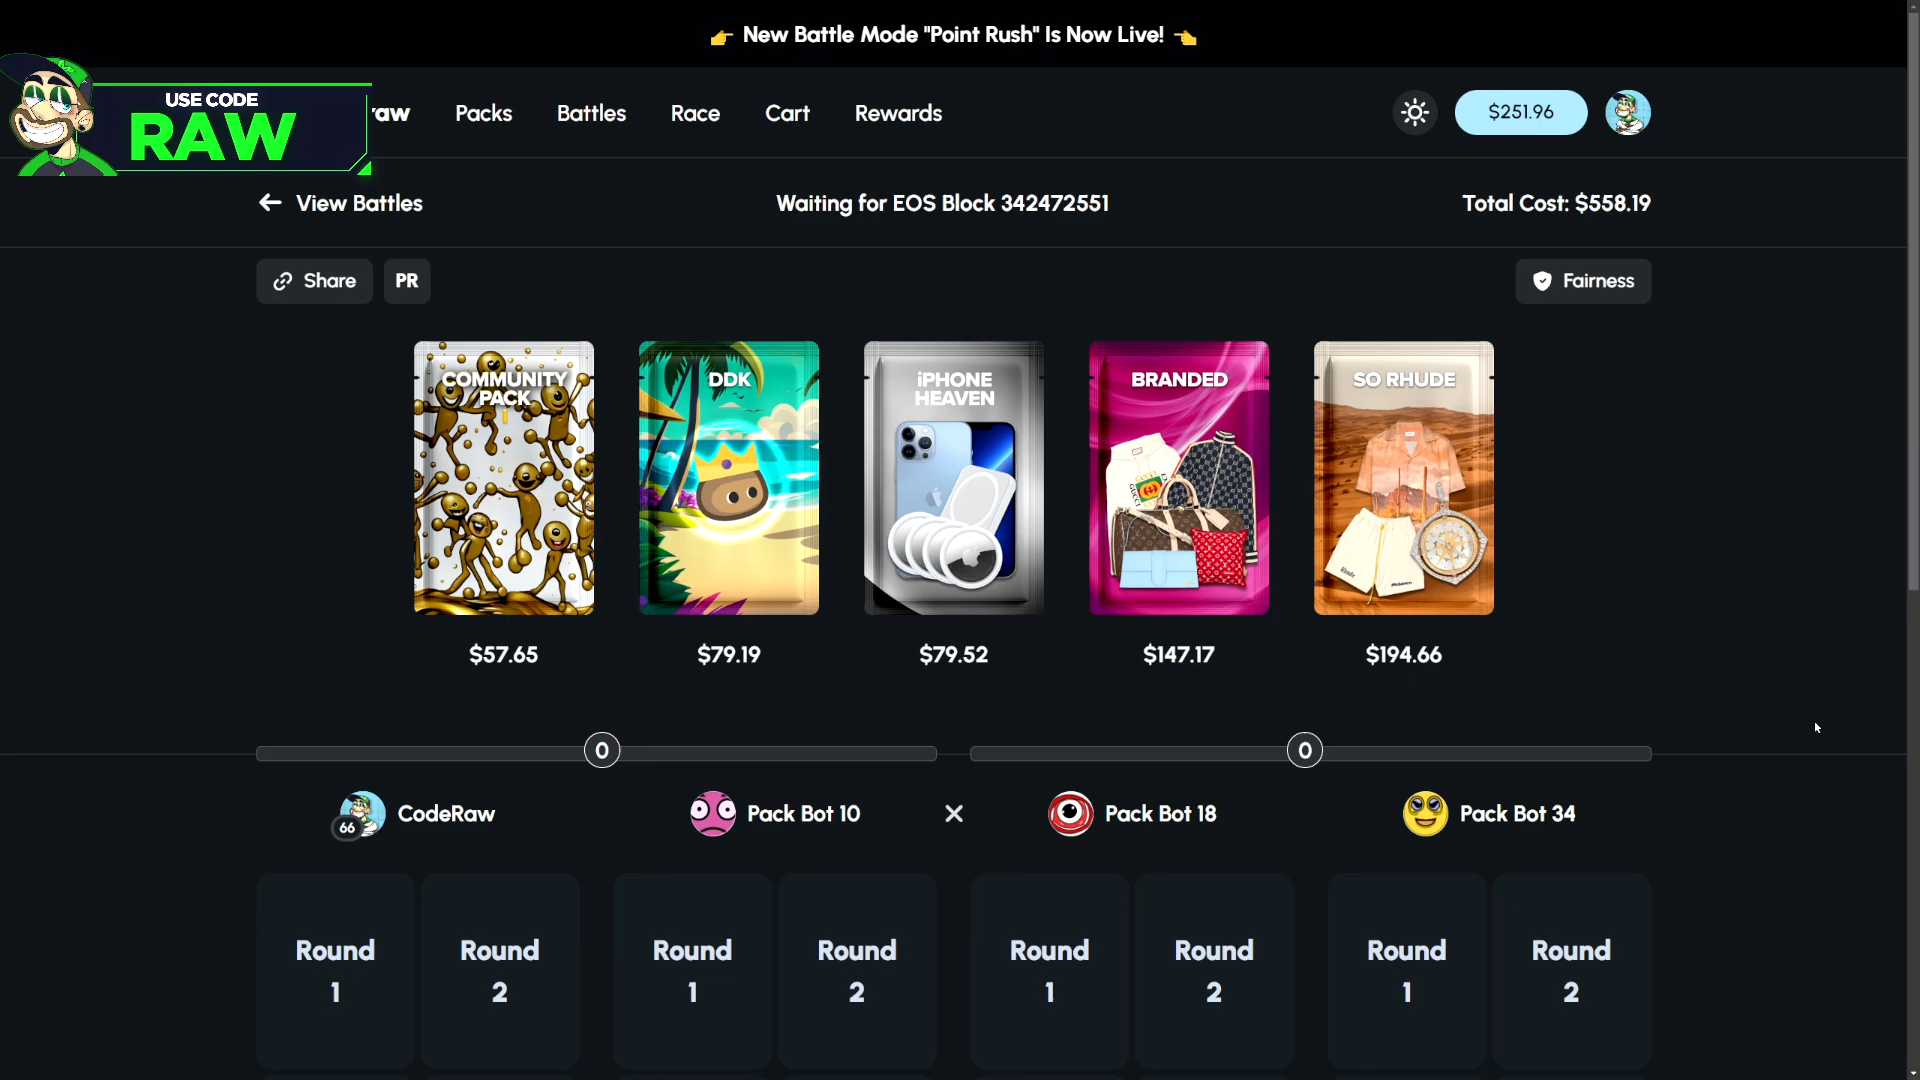 👉 New Battle Mode "Point Rush" Is Now Live! 👈
USE CODE
RAW
raw
Packs
Battles
Race
Cart
Rewards
$251.96
View Battles
Waiting for EOS Block 342472551
Total Cost: $558.19
Share
PR
Fairness
COMMUNITY
PACK
DDK
iPHONE
HEAVEN
BRANDED
SO RHUDE
$57.65
$79.19
$79.52
$147.17
$194.66
0
0
66
CodeRaw
Pack Bot 10
Pack Bot 18
Pack Bot 34
Round
1
Round
2
Round
1
Round
2
Round
1
Round
2
Round
1
Round
2